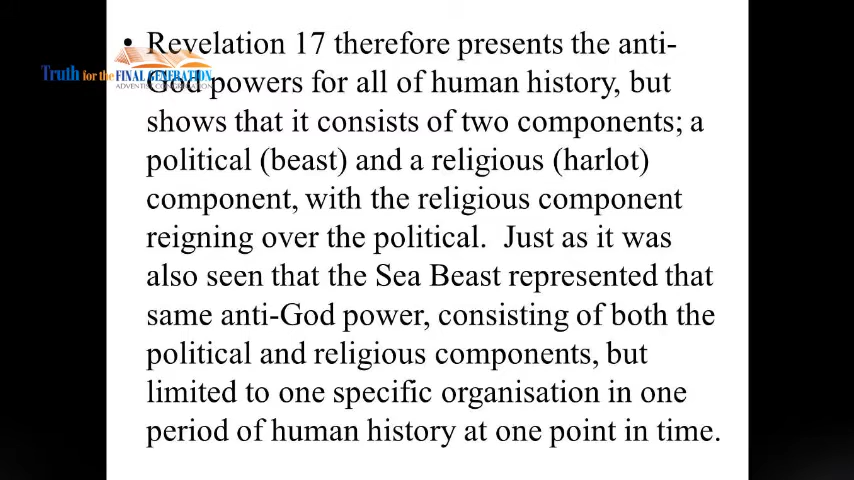 • Revelation 17 therefore presents the anti-
Truth for the FINAL GENERATION
ADVENTIST CONGREGATION
God powers for all of human history, but
shows that it consists of two components; a
political (beast) and a religious (harlot)
component, with the religious component
reigning over the political.  Just as it was
also seen that the Sea Beast represented that
same anti-God power, consisting of both the
political and religious components, but
limited to one specific organisation in one
period of human history at one point in time.